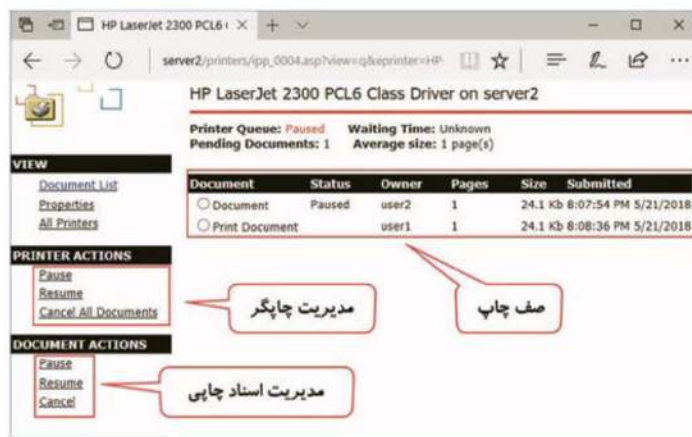 HP LaserJet 2300 PCL6
server2/printers/ipp_0004.asp?view=q&eprinter=HP-
HP LaserJet 2300 PCL6 Class Driver on server2
Printer Queue: Paused Waiting Time: Unknown
Pending Documents: 1 Average size: 1 page(s)
VIEW
Document List
Properties
All Printers
Document Status Owner Pages Size Submitted
Document Paused user2 1 24.1 Kb 8:07:54 PM 5/21/2018
Print Document user1 1 24.1 Kb 8:08:36 PM 5/21/2018
PRINTER ACTIONS
Pause
Resume
Cancel All Documents
مدیریت چاپگر
صف چاپ
DOCUMENT ACTIONS
Pause
Resume
Cancel
مدیریت اسناد چاپی